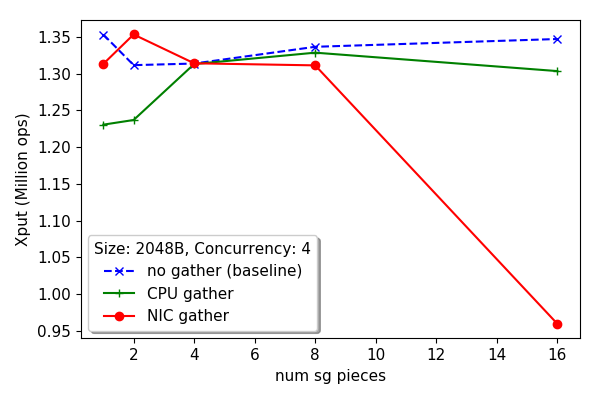 1.35
1.30
1.25
1.20
1.15
1.10
1.05
1.00
0.95
Xput (Million ops)
Size: 2048B, Concurrency: 4
no gather (baseline)
CPU gather
NIC gather
2 4 6 8 10 12 14 16
num sg pieces